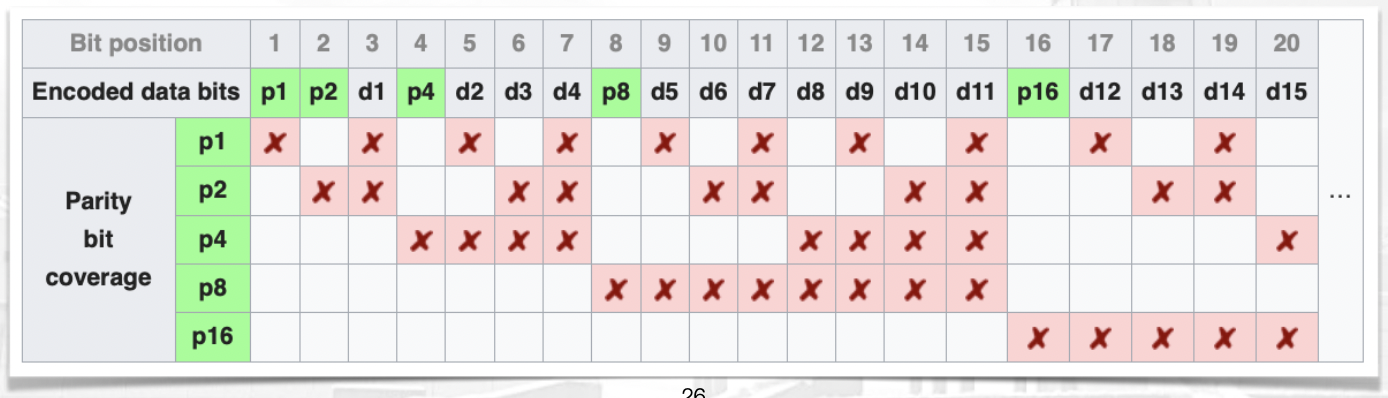 Bit position 1 2 3 4 5 6 7 8 9 10 11 12 13 14 15 16 17 18 19 20
Encoded data bits p1 p2 d1 p4 d2 d3 d4 p8 d5 d6 d7 d8 d9 d10 d11 p16 d12 d13 d14 d15
Parity
bit
coverage
p1 ✗ ✗ ✗ ✗ ✗ ✗ ✗ ✗ ✗ ✗
p2 ✗ ✗ ✗ ✗ ✗ ✗ ✗ ✗ ✗ ✗
p4 ✗ ✗ ✗ ✗ ✗ ✗ ✗ ✗ ✗
p8 ✗ ✗ ✗ ✗ ✗ ✗ ✗ ✗
p16 ✗ ✗ ✗ ✗ ✗
...
26